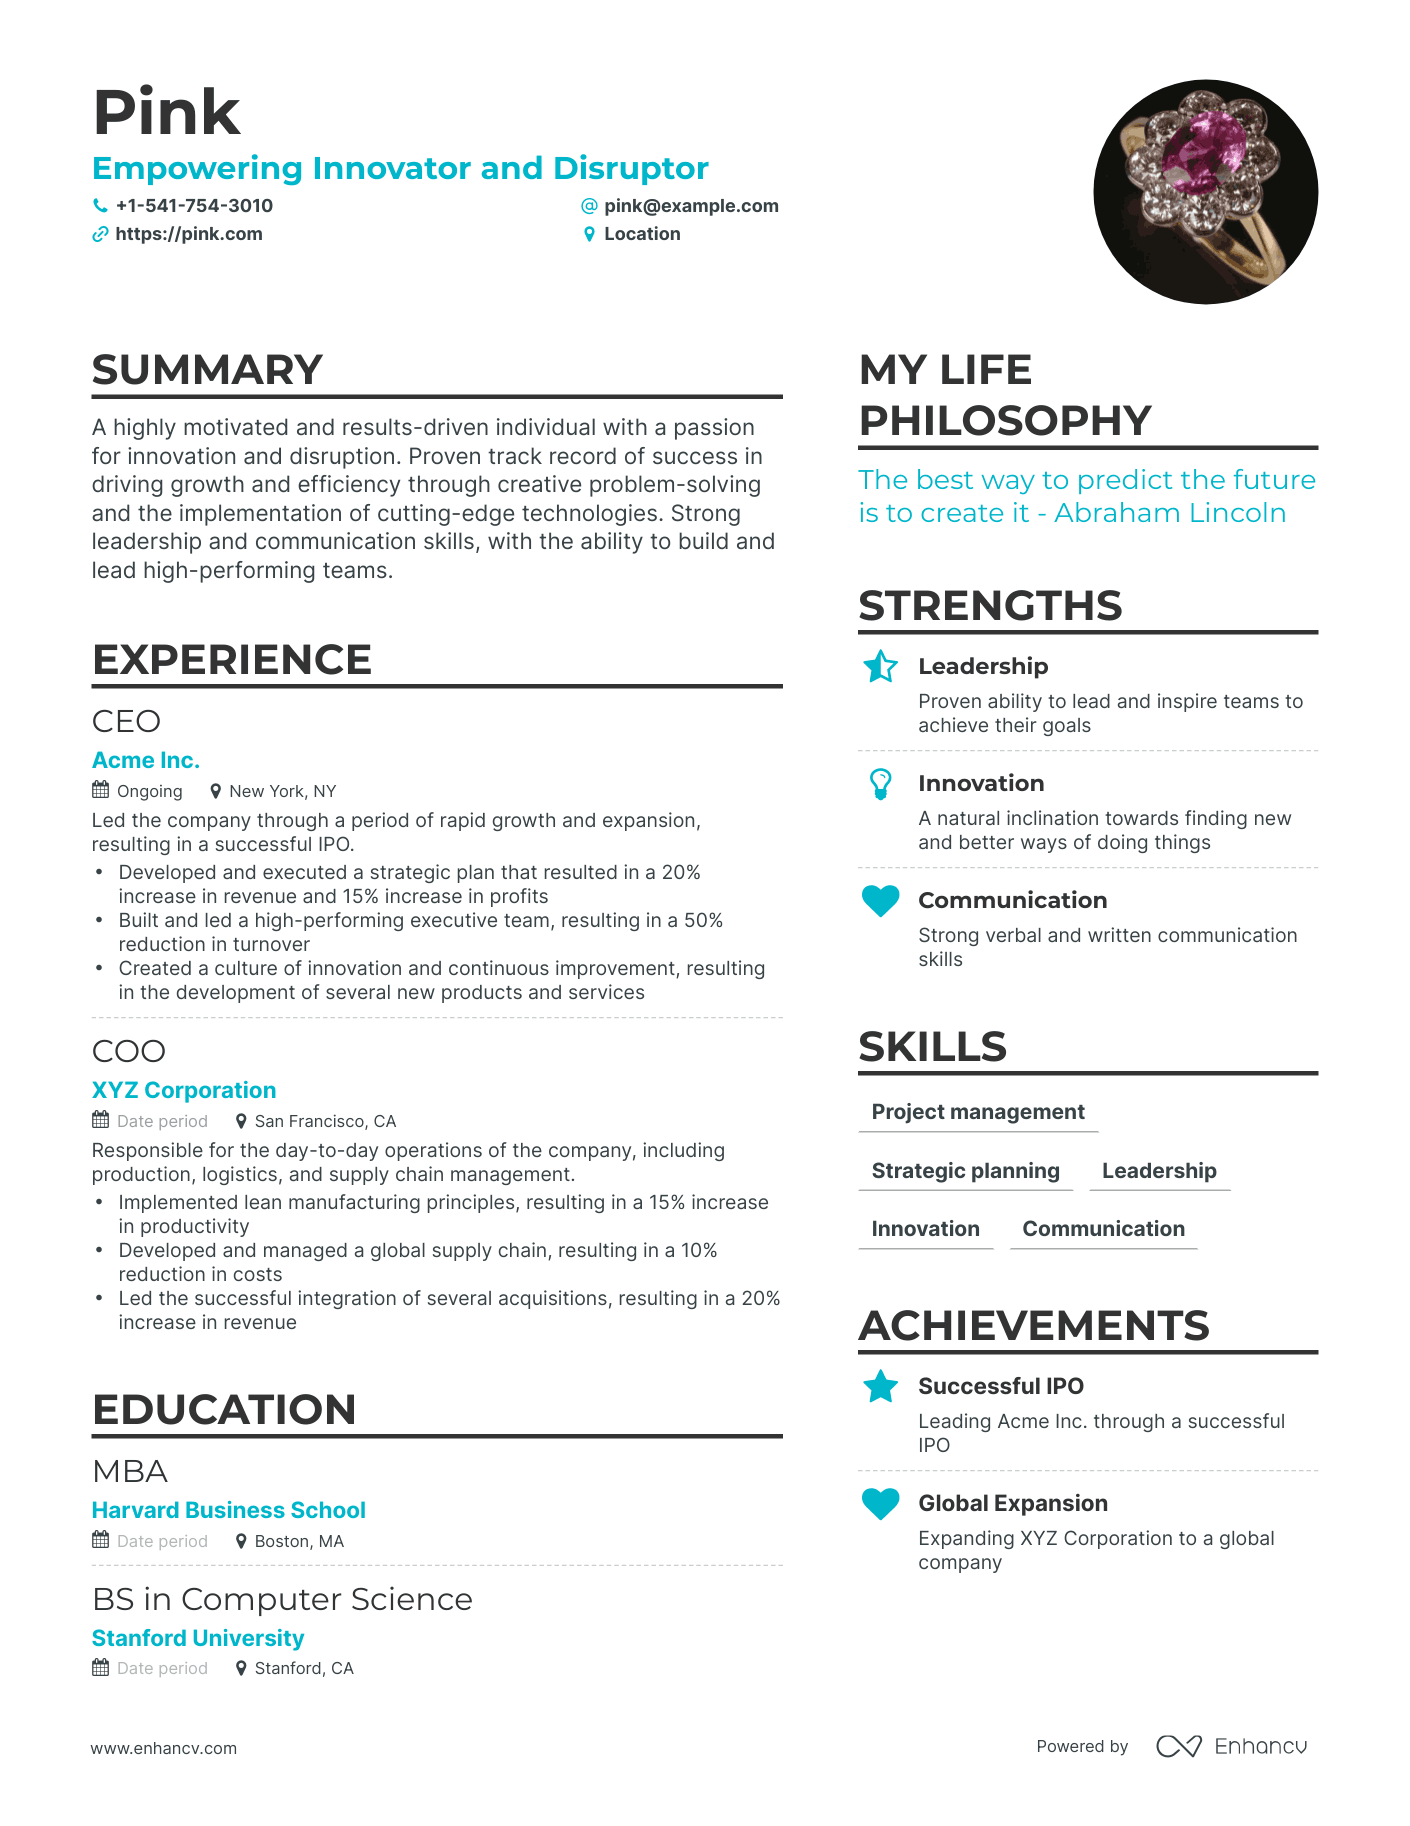 Pink
Empowering Innovator and Disruptor
+1-541-754-3010
pink@example.com
https://pink.com
Location
SUMMARY
A highly motivated and results-driven individual with a passion
for innovation and disruption. Proven track record of success in
driving growth and efficiency through creative problem-solving
and the implementation of cutting-edge technologies. Strong
leadership and communication skills, with the ability to build and
lead high-performing teams.
EXPERIENCE
CEO
Acme Inc.
Ongoing New York, NY
Led the company through a period of rapid growth and expansion,
resulting in a successful IPO.
• Developed and executed a strategic plan that resulted in a 20%
increase in revenue and 15% increase in profits
• Built and led a high-performing executive team, resulting in a 50%
reduction in turnover
• Created a culture of innovation and continuous improvement, resulting
in the development of several new products and services
COO
XYZ Corporation
Date period San Francisco, CA
Responsible for the day-to-day operations of the company, including
production, logistics, and supply chain management.
• Implemented lean manufacturing principles, resulting in a 15% increase
in productivity
• Developed and managed a global supply chain, resulting in a 10%
reduction in costs
• Led the successful integration of several acquisitions, resulting in a 20%
increase in revenue
EDUCATION
MBA
Harvard Business School
Date period Boston, MA
BS in Computer Science
Stanford University
Date period Stanford, CA
MY LIFE
PHILOSOPHY
The best way to predict the future
is to create it - Abraham Lincoln
STRENGTHS
Leadership
Proven ability to lead and inspire teams to
achieve their goals
Innovation
A natural inclination towards finding new
and better ways of doing things
Communication
Strong verbal and written communication
skills
SKILLS
Project management
Strategic planning Leadership
Innovation Communication
ACHIEVEMENTS
Successful IPO
Leading Acme Inc. through a successful
IPO
Global Expansion
Expanding XYZ Corporation to a global
company
www.enhancv.com
Powered by Enhancv